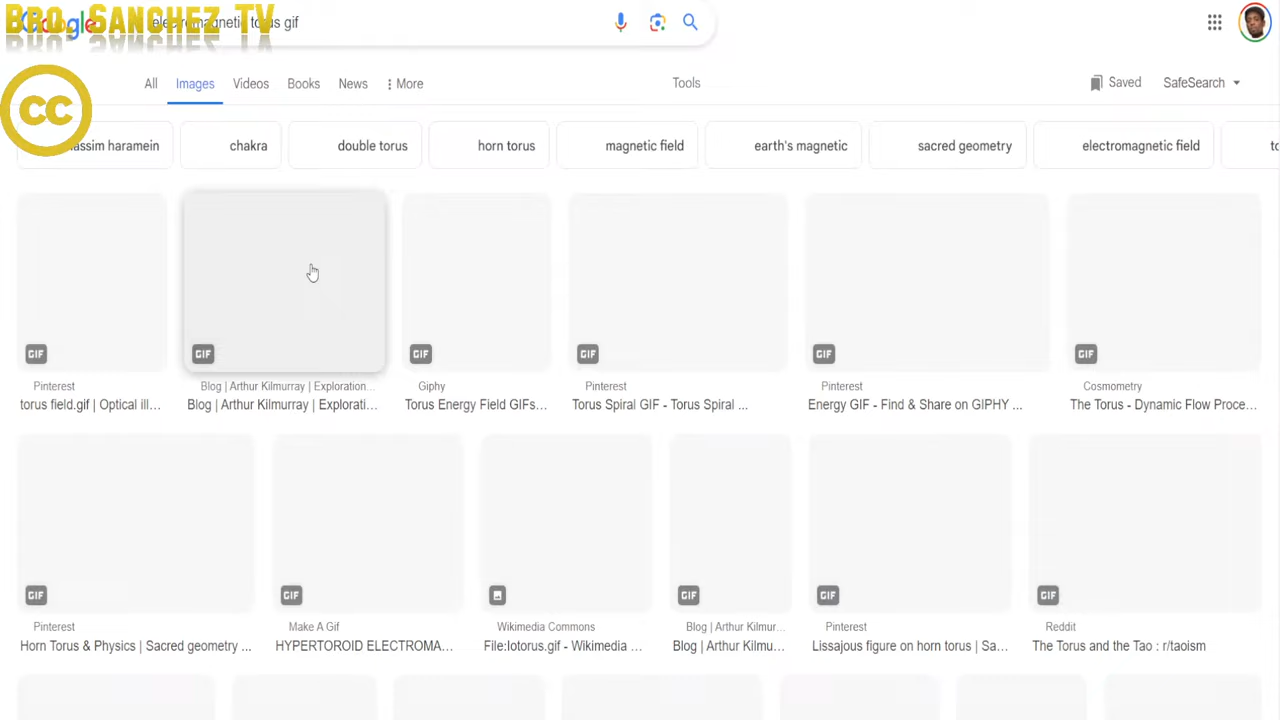 BRO. SANCHEZ TV
Google
electromagnetic torus gif
All Images Videos Books News More Tools Saved SafeSearch
CC
nassim haramein chakra double torus horn torus magnetic field earth's magnetic sacred geometry electromagnetic field
GIF GIF GIF GIF GIF GIF
Pinterest Blog | Arthur Kilmurray | Exploration... Giphy Pinterest Pinterest Cosmometry
torus field.gif | Optical ill... Blog | Arthur Kilmurray | Explorati... Torus Energy Field GIFs... Torus Spiral GIF - Torus Spiral ... Energy GIF - Find & Share on GIPHY ... The Torus - Dynamic Flow Proce...
GIF GIF GIF GIF GIF
Pinterest Make A Gif Wikimedia Commons Blog | Arthur Kilmur... Pinterest Reddit
Horn Torus & Physics | Sacred geometry ... HYPERTOROID ELECTROMA... File:Iotorus.gif - Wikimedia ... Blog | Arthur Kilmu... Lissajous figure on horn torus | Sa... The Torus and the Tao : r/taoism